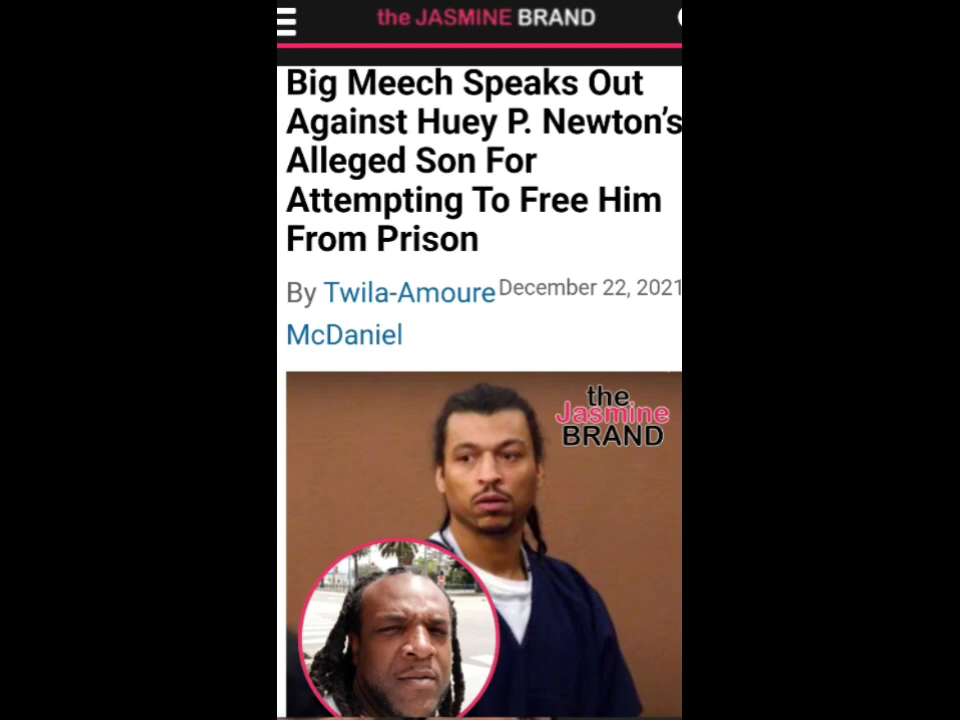 the JASMINE BRAND
Big Meech Speaks Out
Against Huey P. Newton's
Alleged Son For
Attempting To Free Him
From Prison
By Twila-Amoure December 22, 2021
McDaniel
the
Jasmine
BRAND